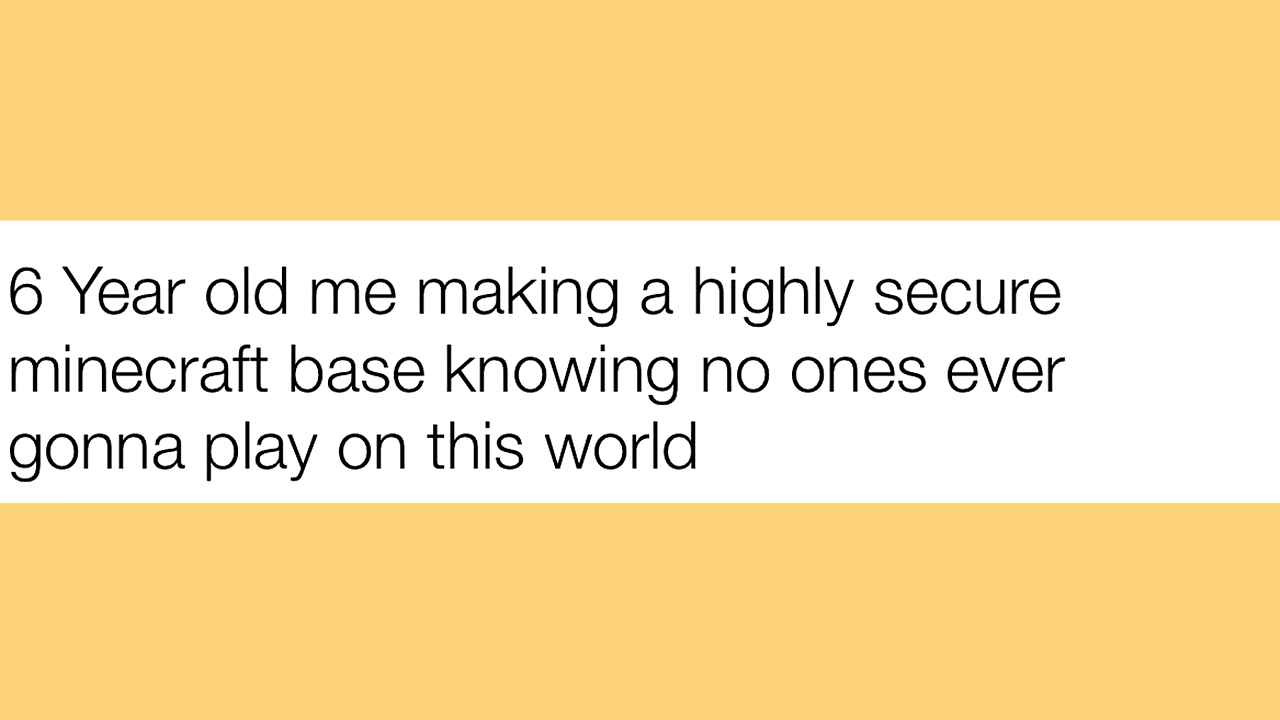 6 Year old me making a highly secure
minecraft base knowing no ones ever
gonna play on this world